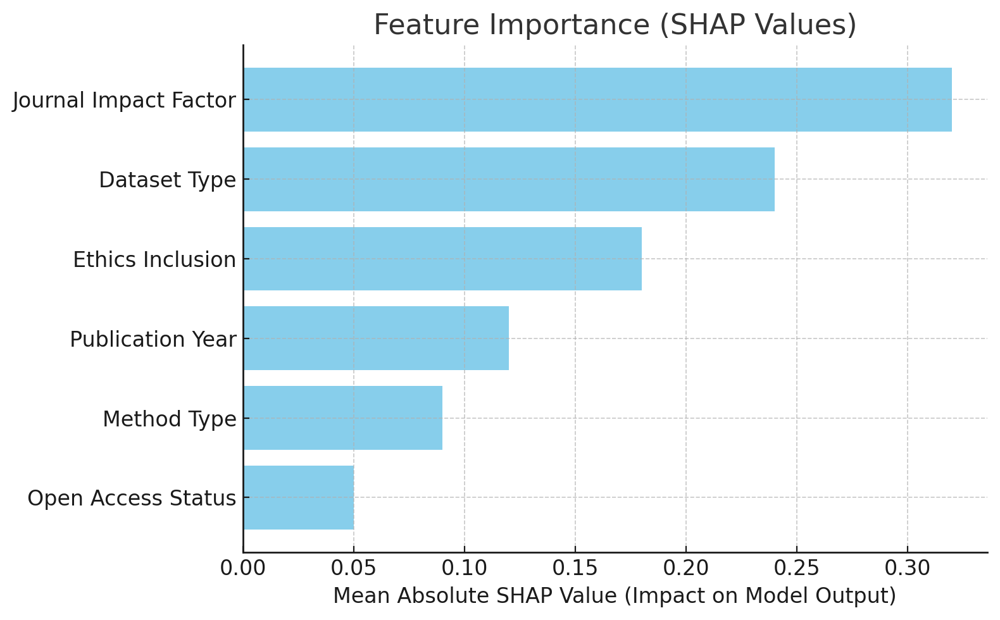 Feature Importance (SHAP Values)
Journal Impact Factor
Dataset Type
Ethics Inclusion
Publication Year
Method Type
Open Access Status
0.00 0.05 0.10 0.15 0.20 0.25 0.30
Mean Absolute SHAP Value (Impact on Model Output)